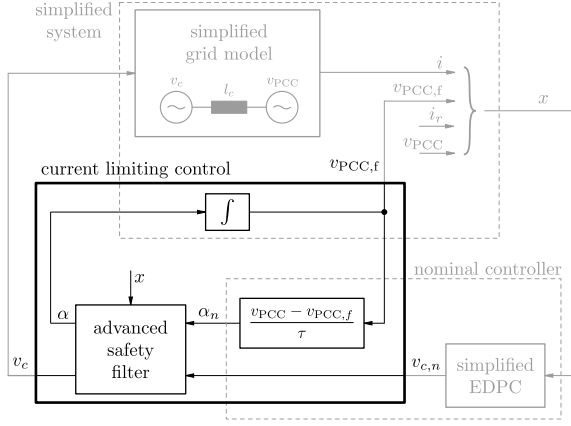 simplified
system
simplified
grid model
v_c
l_c
v_PCC
i
v_PCC,f
i_r
v_PCC
x
v_PCC,f
current limiting control
∫
nominal controller
x
α
α_n
v_PCC − v_PCC,f
τ
advanced
safety
filter
v_c
v_c,n
simplified
EDPC